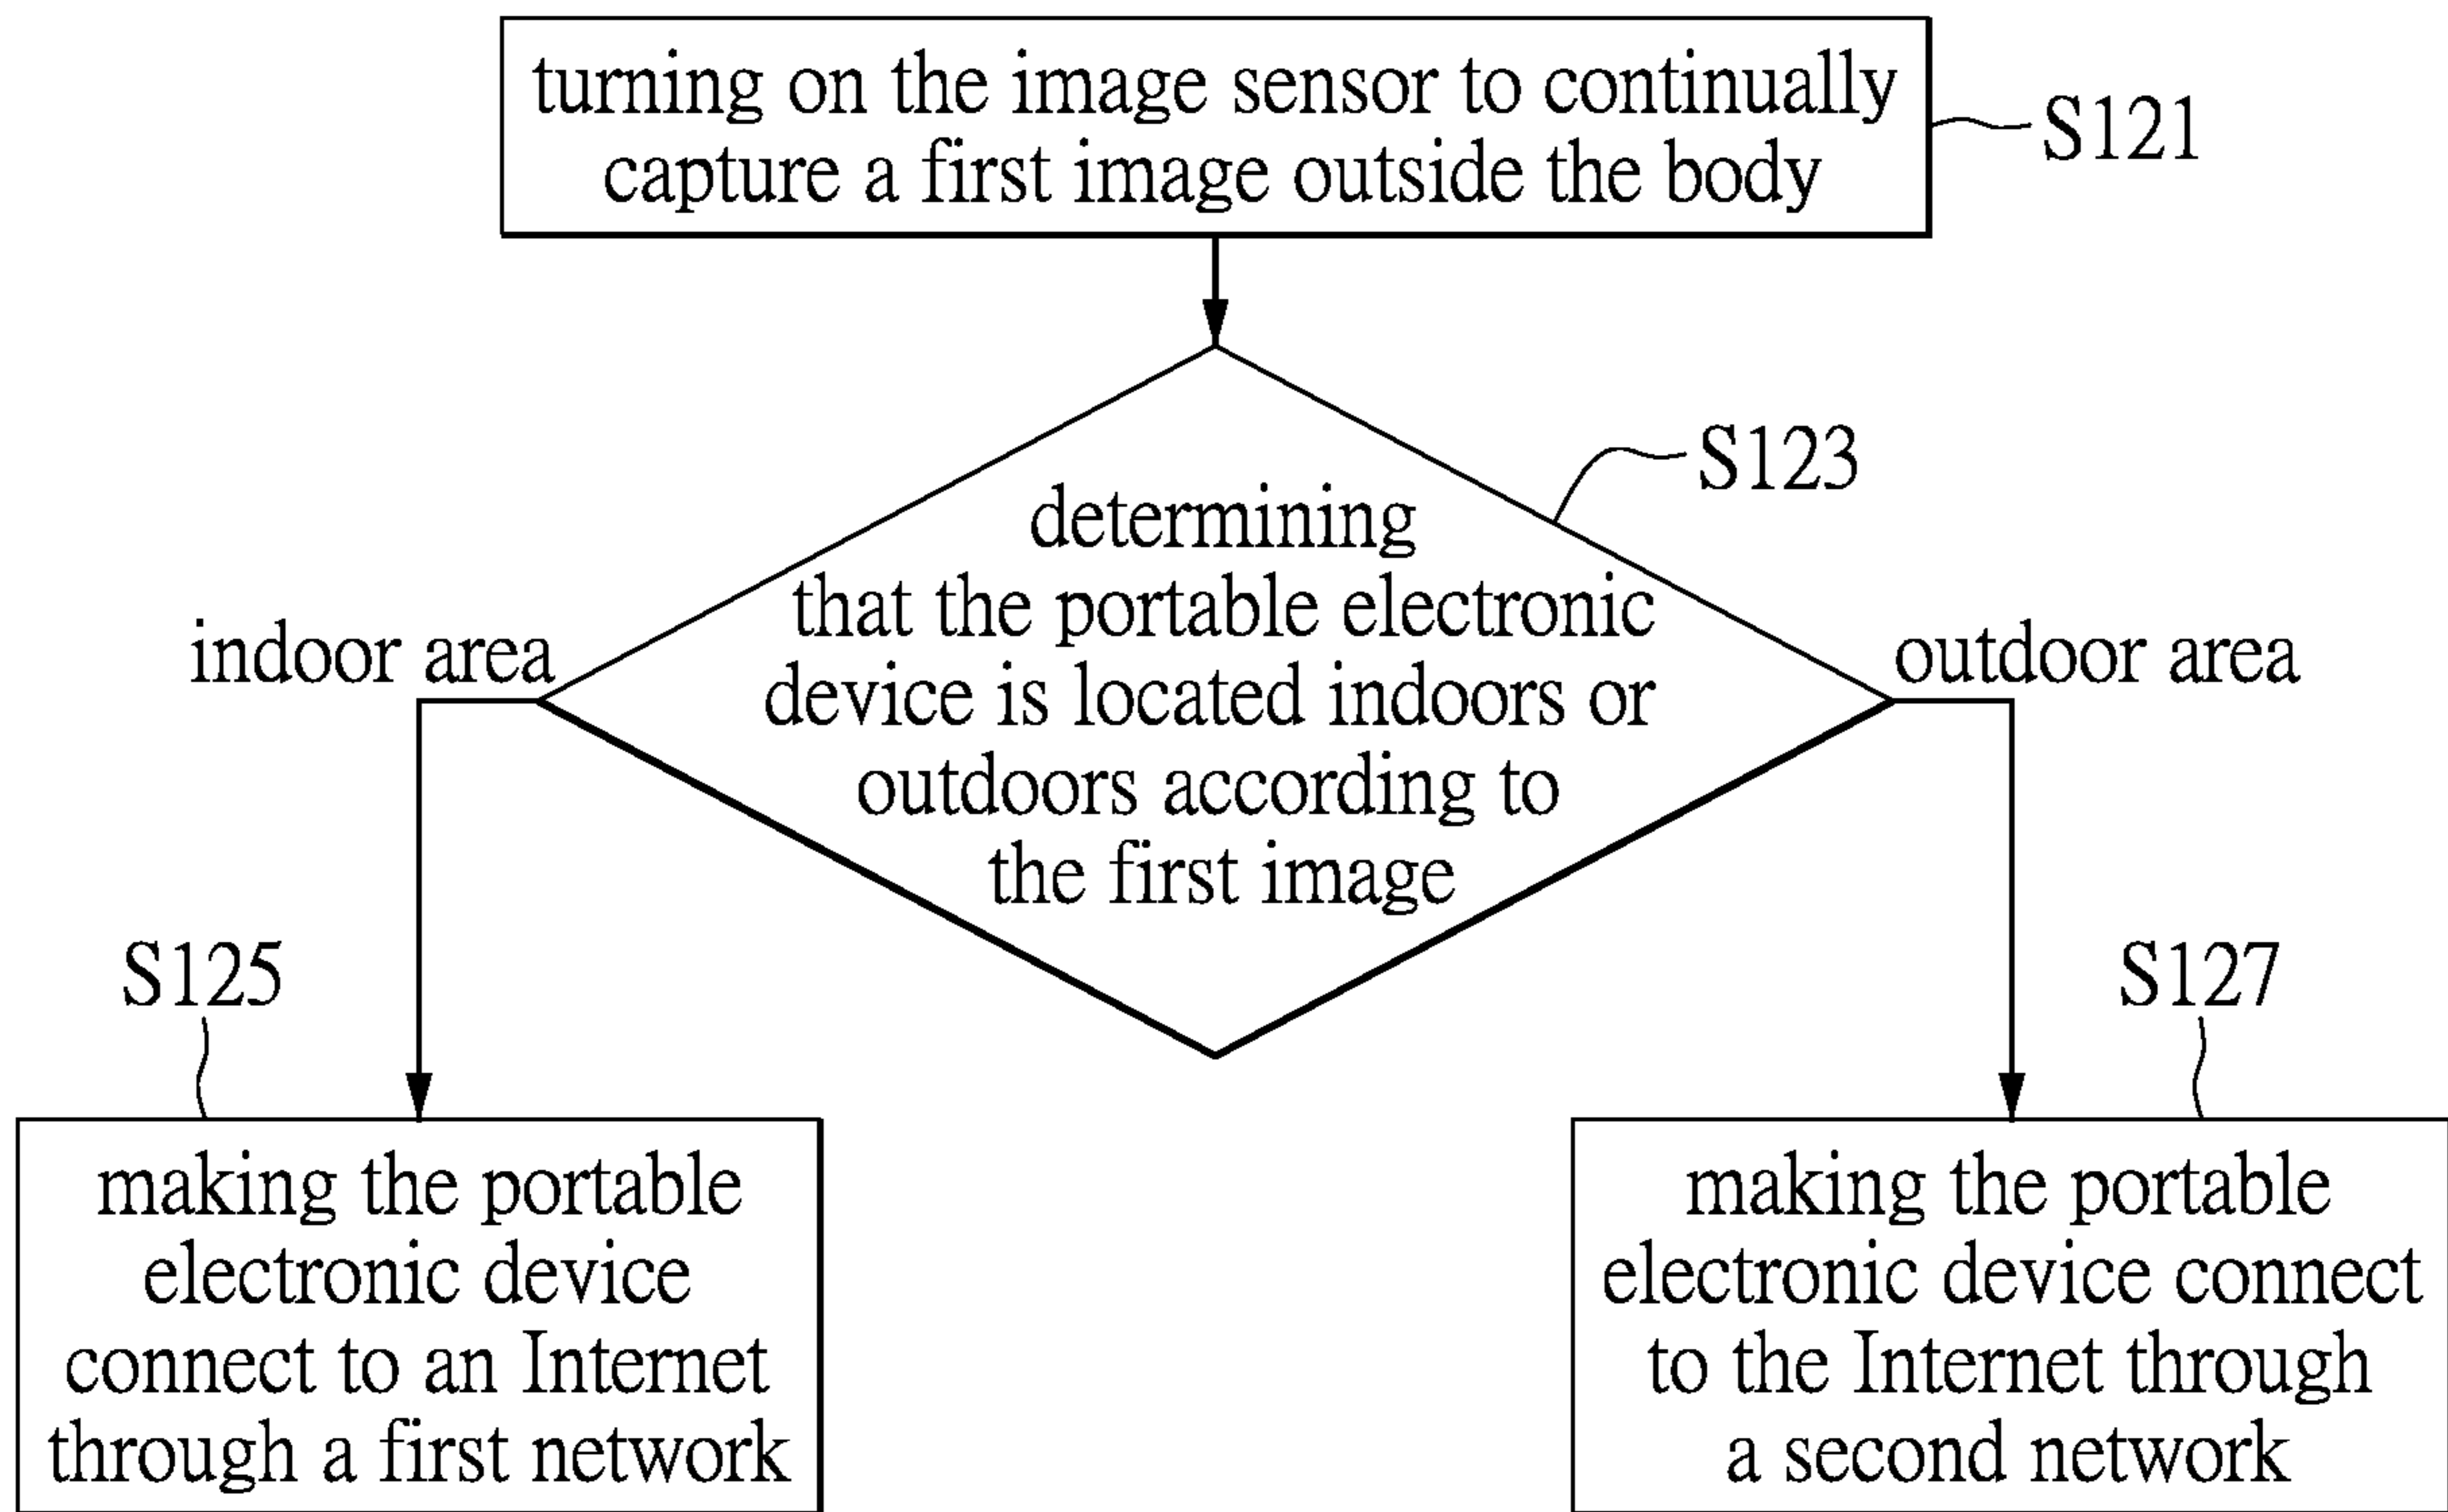 turning on the image sensor to continually
capture a first image outside the body
S121
S123
determining
that the portable electronic
device is located indoors or
outdoors according to
the first image
indoor area
outdoor area
S125
making the portable
electronic device
connect to an Internet
through a first network
S127
making the portable
electronic device connect
to the Internet through
a second network